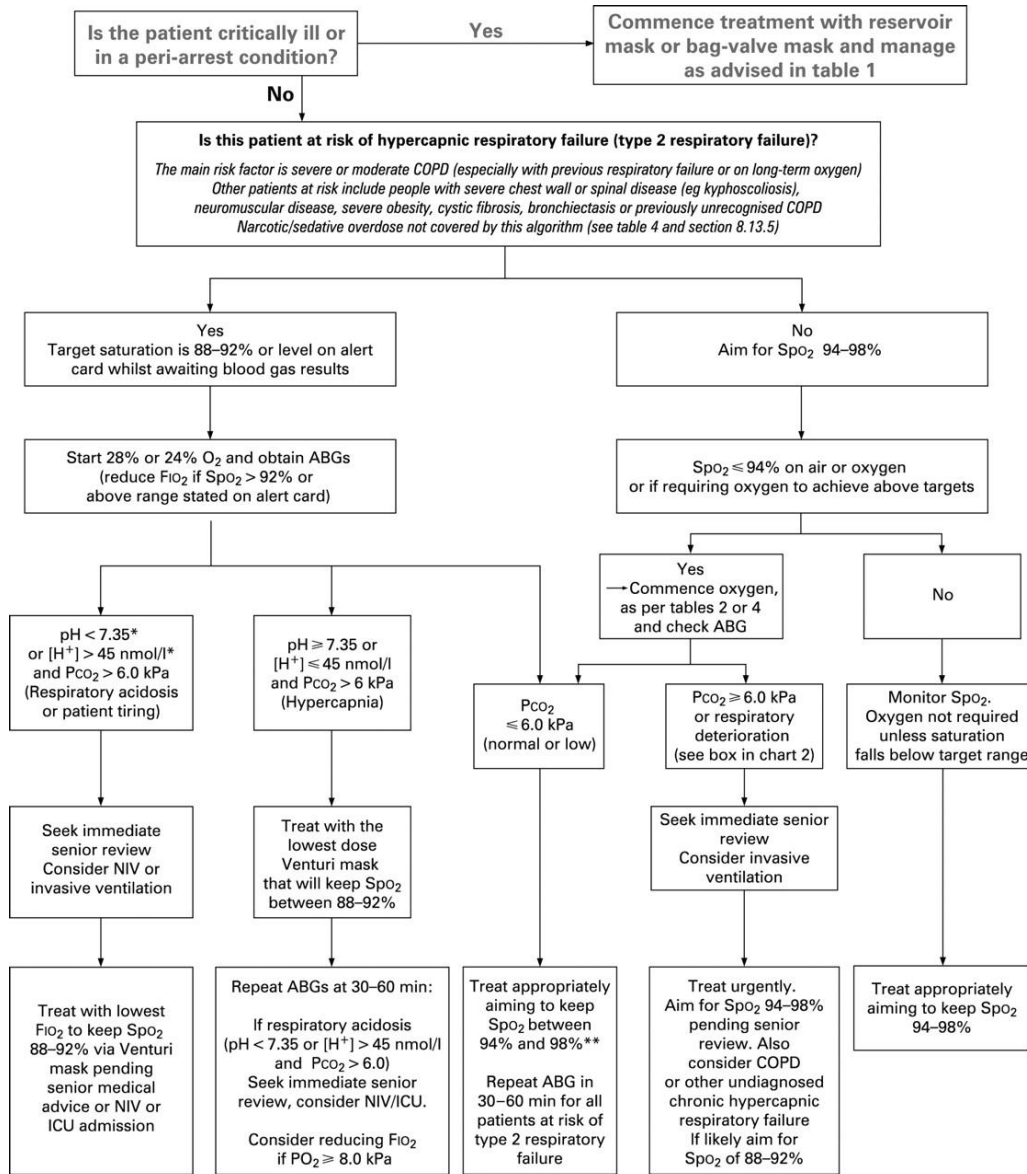 Is the patient critically ill or
in a peri-arrest condition?
Yes
Commence treatment with reservoir
mask or bag-valve mask and manage
as advised in table 1
No
Is this patient at risk of hypercapnic respiratory failure (type 2 respiratory failure)?
The main risk factor is severe or moderate COPD (especially with previous respiratory failure or on long-term oxygen)
Other patients at risk include people with severe chest wall or spinal disease (eg kyphoscoliosis),
neuromuscular disease, severe obesity, cystic fibrosis, bronchiectasis or previously unrecognised COPD
Narcotic/sedative overdose not covered by this algorithm (see table 4 and section 8.13.5)
Yes
Target saturation is 88–92% or level on alert
card whilst awaiting blood gas results
No
Aim for SpO₂ 94–98%
Start 28% or 24% O₂ and obtain ABGs
(reduce FIO₂ if SpO₂ > 92% or
above range stated on alert card)
SpO₂ ≤ 94% on air or oxygen
or if requiring oxygen to achieve above targets
Yes
→Commence oxygen,
as per tables 2 or 4
and check ABG
No
pH < 7.35*
or [H⁺] > 45 nmol/l*
and PCO₂ > 6.0 kPa
(Respiratory acidosis
or patient tiring)
pH ≥ 7.35 or
[H⁺] ≤ 45 nmol/l
and PCO₂ > 6 kPa
(Hypercapnia)
PCO₂
≤ 6.0 kPa
(normal or low)
PCO₂ ≥ 6.0 kPa
or respiratory
deterioration
(see box in chart 2)
Monitor SpO₂.
Oxygen not required
unless saturation
falls below target range
Seek immediate
senior review
Consider NIV or
invasive ventilation
Treat with the
lowest dose
Venturi mask
that will keep SpO₂
between 88–92%
Seek immediate senior
review
Consider invasive
ventilation
Treat with lowest
FIO₂ to keep SpO₂
88–92% via Venturi
mask pending
senior medical
advice or NIV or
ICU admission
Repeat ABGs at 30–60 min:
If respiratory acidosis
(pH < 7.35 or [H⁺] > 45 nmol/l
and PCO₂ > 6.0)
Seek immediate senior
review, consider NIV/ICU.
Consider reducing FIO₂
if PO₂ ≥ 8.0 kPa
Treat appropriately
aiming to keep
SpO₂ between
94% and 98%**
Repeat ABG in
30–60 min for all
patients at risk of
type 2 respiratory
failure
Treat urgently.
Aim for SpO₂ 94–98%
pending senior
review. Also
consider COPD
or other undiagnosed
chronic hypercapnic
respiratory failure
If likely aim for
SpO₂ of 88–92%
Treat appropriately
aiming to keep SpO₂
94–98%